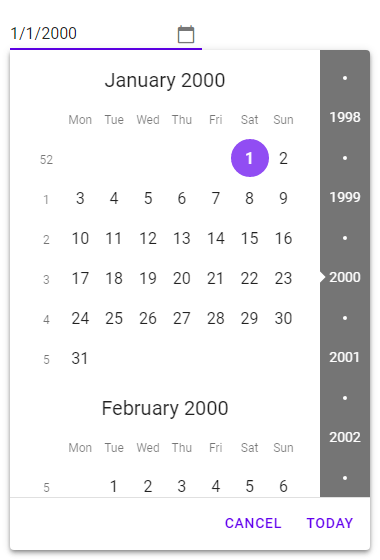 1/1/2000
January 2000
Mon Tue Wed Thu Fri Sat Sun
52 1 2
1 3 4 5 6 7 8 9
2 10 11 12 13 14 15 16
3 17 18 19 20 21 22 23
4 24 25 26 27 28 29 30
5 31
February 2000
Mon Tue Wed Thu Fri Sat Sun
5 1 2 3 4 5 6
1998
1999
2000
2001
2002
CANCEL TODAY